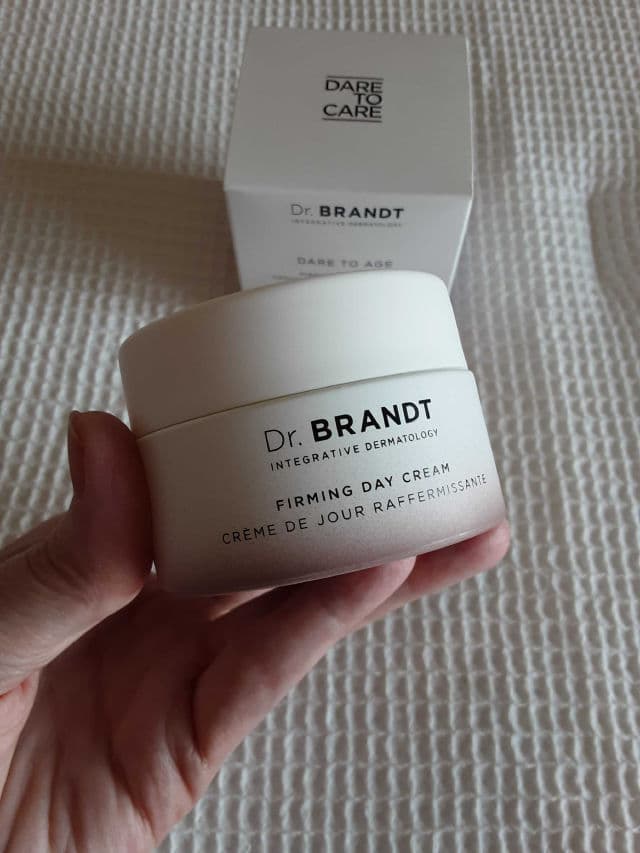 DARE
TO
CARE
Dr. BRANDT
INTEGRATIVE DERMATOLOGY
DARE TO AGE
Dr. BRANDT
INTEGRATIVE DERMATOLOGY
FIRMING DAY CREAM
CRÈME DE JOUR RAFFERMISSANTE